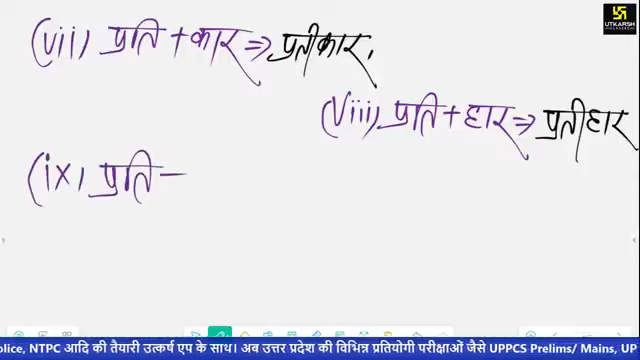 UTKARSH
CLASSES
(vii) प्रति + कार ⇒ प्रतीकार,
(viii) प्रति + हार ⇒ प्रतीहार
(ix) प्रति –
olice, NTPC आदि की तैयारी उत्कर्ष एप के साथ। अब उत्तर प्रदेश की विभिन्न प्रतियोगी परीक्षाओं जैसे UPPCS Prelims/ Mains, UP